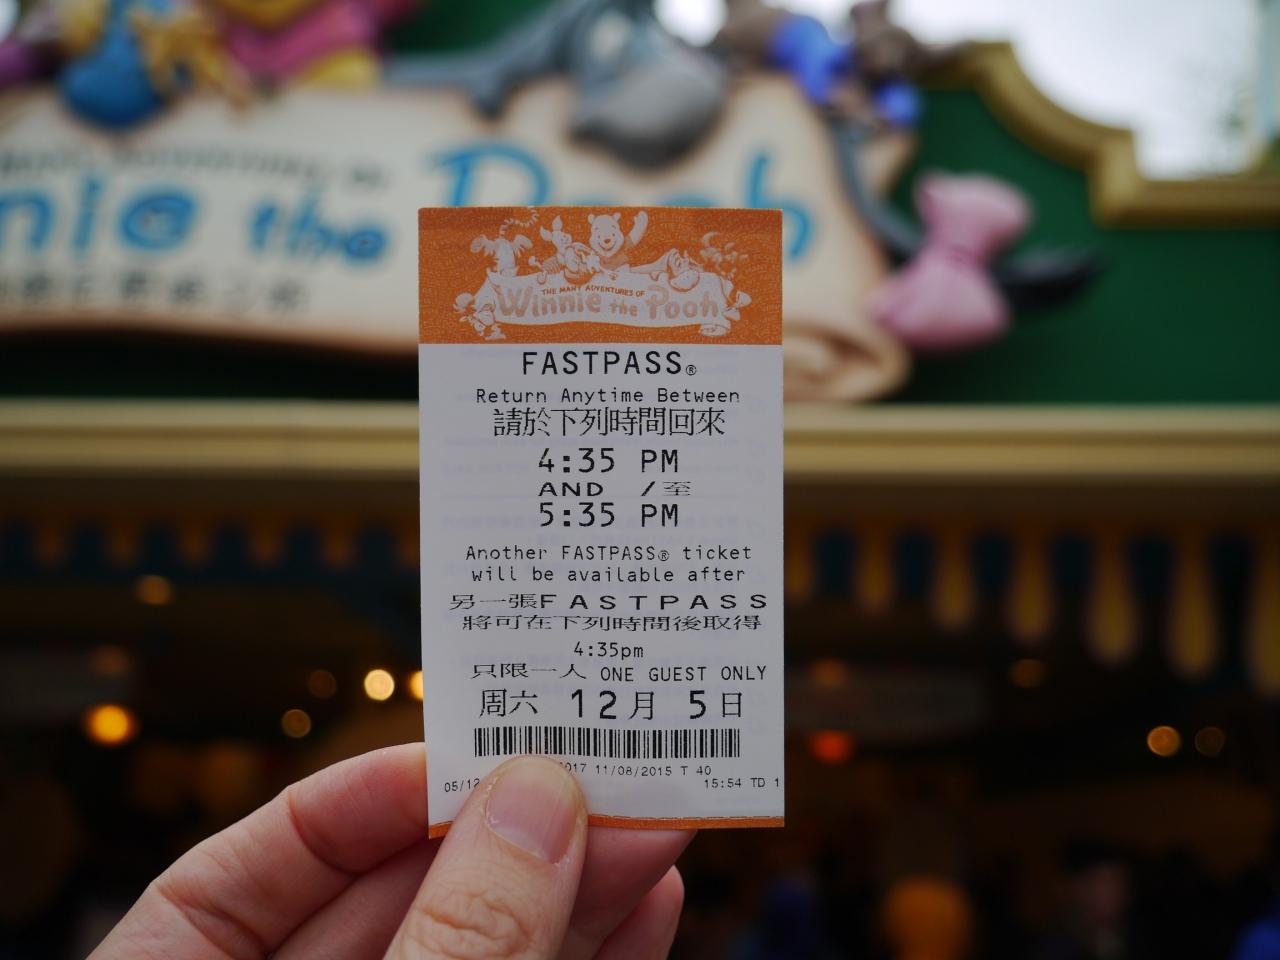 nie the Pooh
THE MANY ADVENTURES OF
Winnie the Pooh
FASTPASS®
Return Anytime Between
請於下列時間回來
4:35 PM
AND /至
5:35 PM
Another FASTPASS® ticket
will be available after
另一張FASTPASS
將可在下列時間後取得
4:35pm
只限一人 ONE GUEST ONLY
周六 12月 5日
017 11/08/2015 T 40
05/12 15:54 TD 1